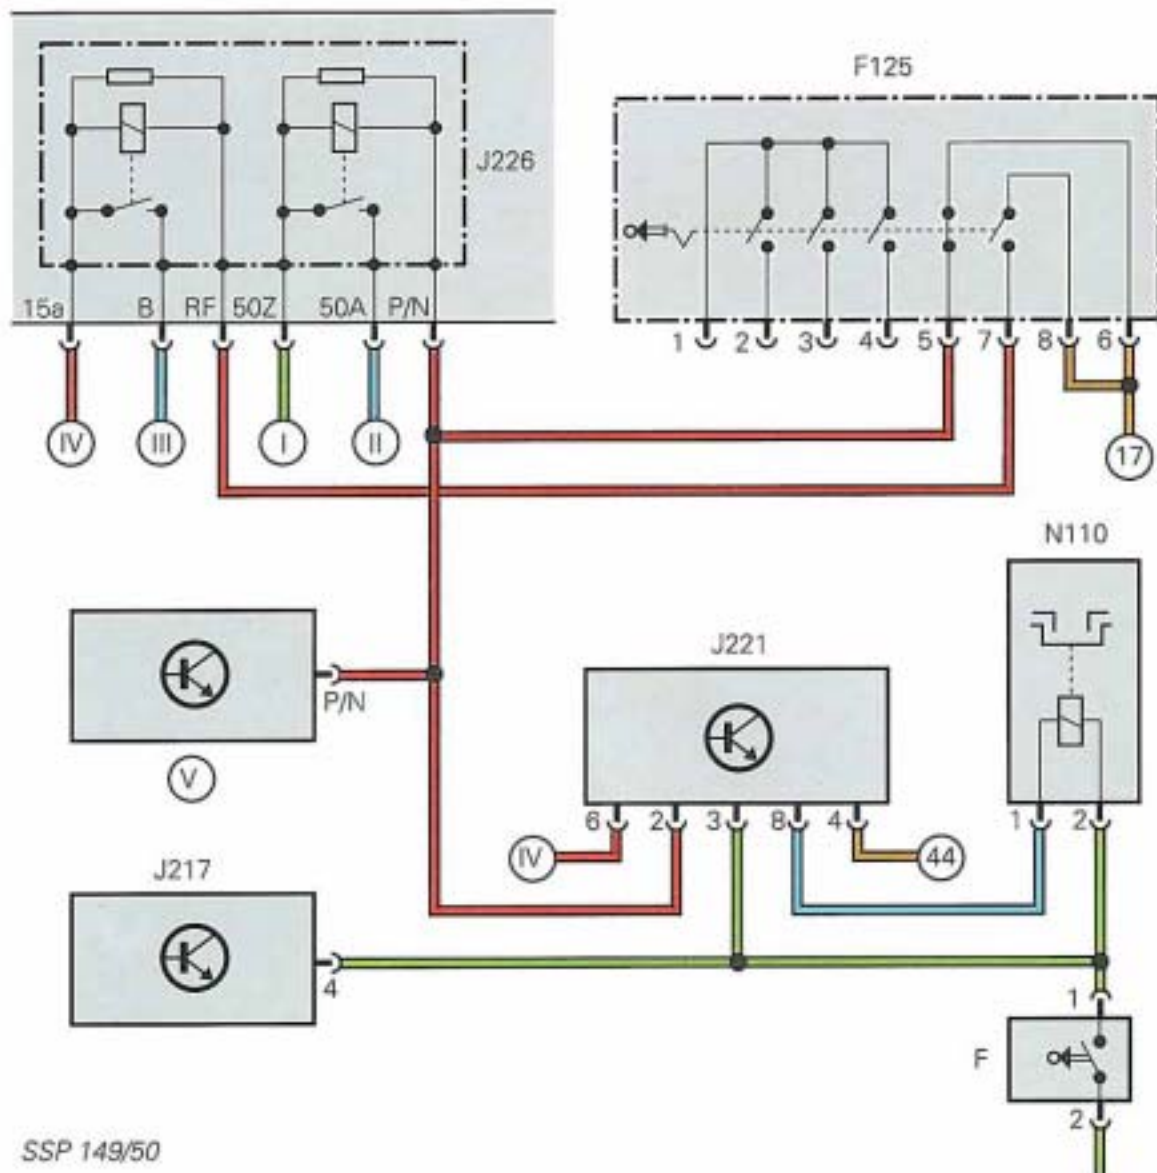 F125
J226
15a B RF 50Z 50A P/N
1 2 3 4 5 7 8 6
IV III I II
17
N110
J221
P/N
V
6 2 3 8 4
1 2
IV
44
J217
4
1
F
2
SSP 149/50